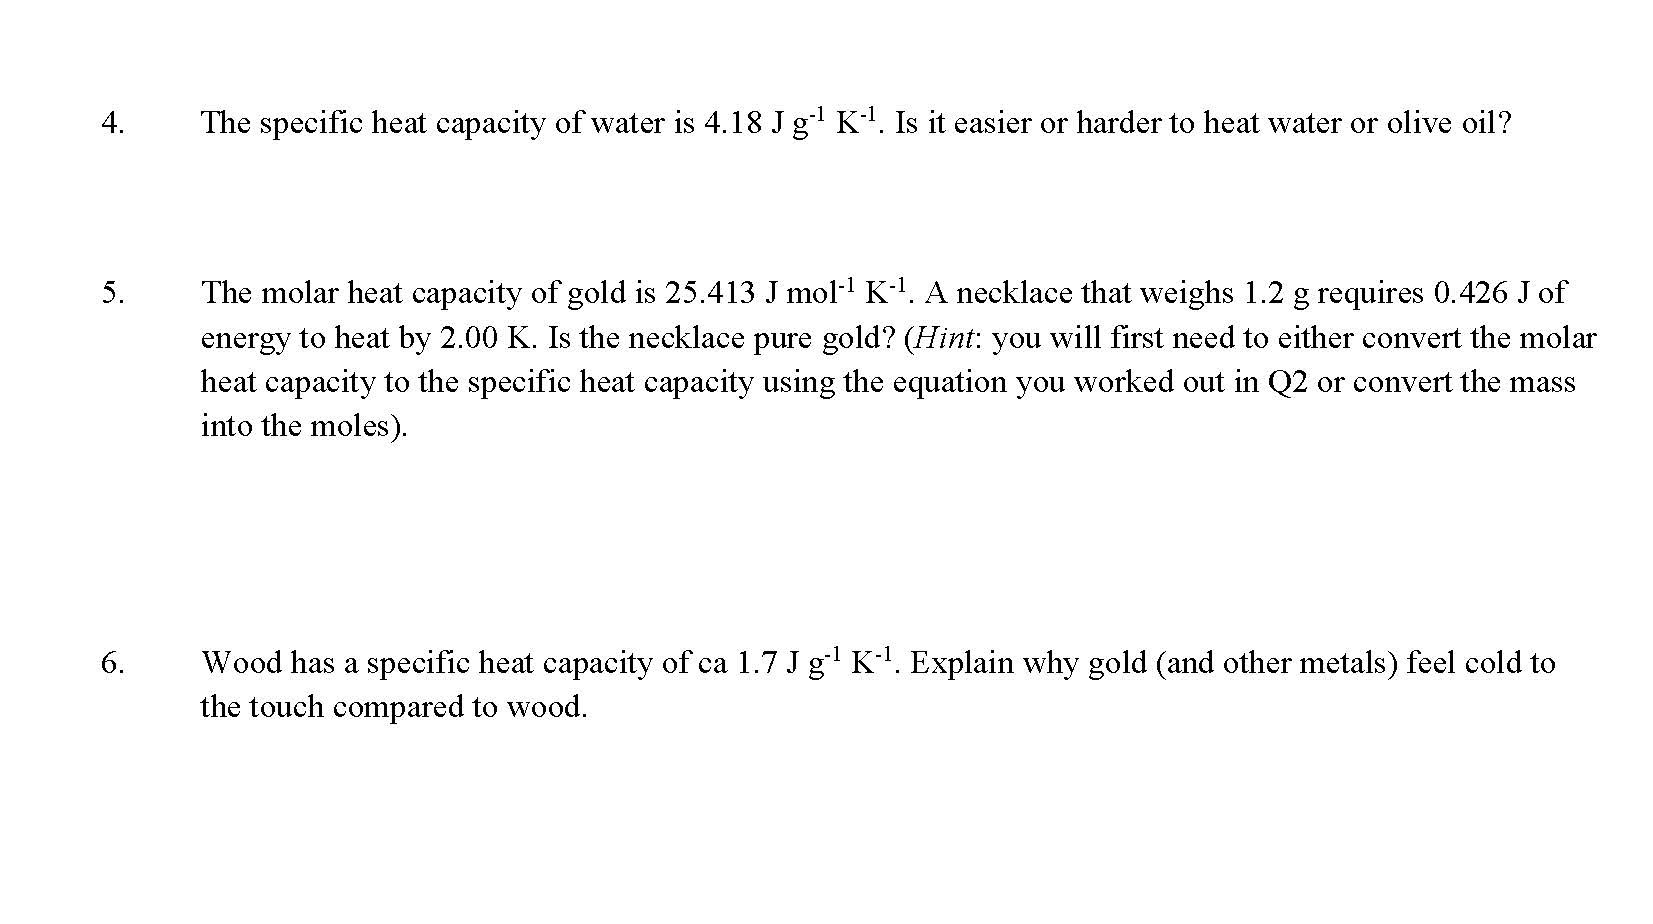 4. The specific heat capacity of water is 4.18 J g⁻¹ K⁻¹. Is it easier or harder to heat water or olive oil?
5. The molar heat capacity of gold is 25.413 J mol⁻¹ K⁻¹. A necklace that weighs 1.2 g requires 0.426 J of
energy to heat by 2.00 K. Is the necklace pure gold? (Hint: you will first need to either convert the molar
heat capacity to the specific heat capacity using the equation you worked out in Q2 or convert the mass
into the moles).
6. Wood has a specific heat capacity of ca 1.7 J g⁻¹ K⁻¹. Explain why gold (and other metals) feel cold to
the touch compared to wood.